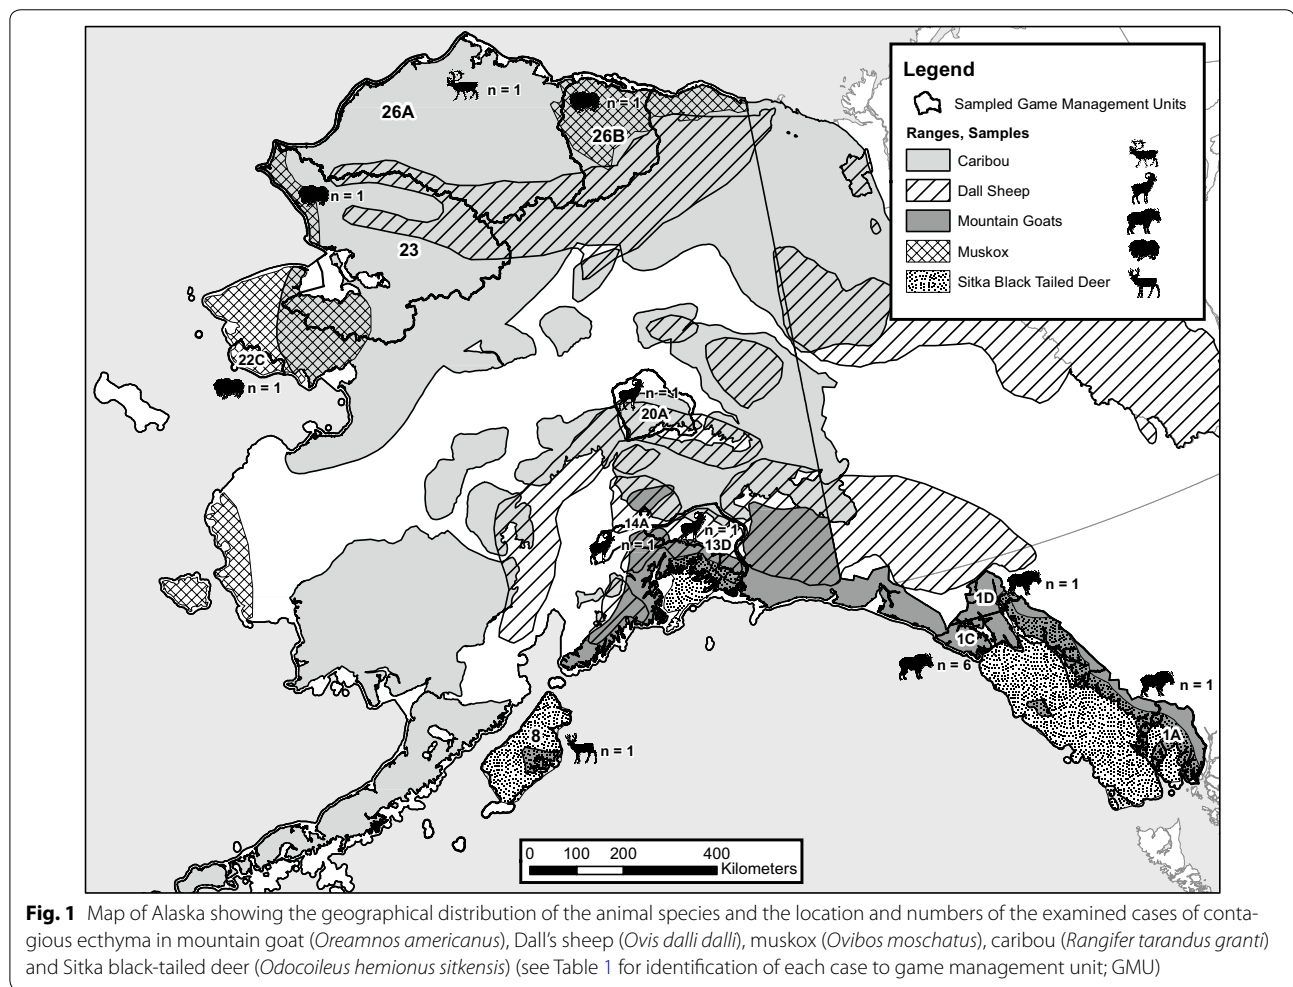 Legend
Sampled Game Management Units
Ranges, Samples
Caribou
Dall Sheep
Mountain Goats
Muskox
Sitka Black Tailed Deer
26A
n = 1
n = 1
26B
n = 1
23
22C
n = 1
n = 1
20A
14A
n = 1
n = 1
13D
1D
n = 1
1C
n = 6
n = 1
1A
8
n = 1
0 100 200 400
Kilometers
Fig. 1 Map of Alaska showing the geographical distribution of the animal species and the location and numbers of the examined cases of conta-
gious ecthyma in mountain goat (Oreamnos americanus), Dall’s sheep (Ovis dalli dalli), muskox (Ovibos moschatus), caribou (Rangifer tarandus granti)
and Sitka black-tailed deer (Odocoileus hemionus sitkensis) (see Table 1 for identification of each case to game management unit; GMU)